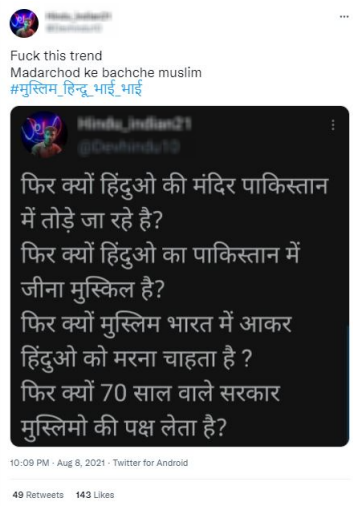 Fuck this trend
Madarchod ke bachche muslim
#मुस्लिम_हिन्दू_भाई_भाई
फिर क्यों हिंदुओ की मंदिर पाकिस्तान
में तोड़े जा रहे है?
फिर क्यों हिंदुओ का पाकिस्तान में
जीना मुस्किल है?
फिर क्यों मुस्लिम भारत में आकर
हिंदुओ को मरना चाहता है ?
फिर क्यों 70 साल वाले सरकार
मुस्लिमो की पक्ष लेता है?
10:09 PM · Aug 8, 2021 · Twitter for Android
49 Retweets 143 Likes